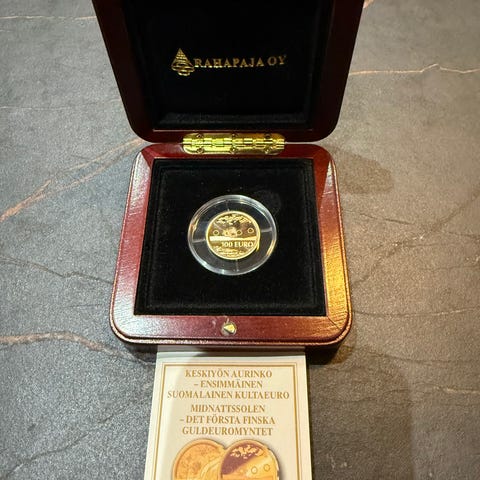 RAHAPAJA OY
100 EURO
KESKIYÖN AURINKO
– ENSIMMÄINEN
SUOMALAINEN KULTAEURO
MIDNATTSSOLEN
– DET FÖRSTA FINSKA
GULDEUROMYNTET